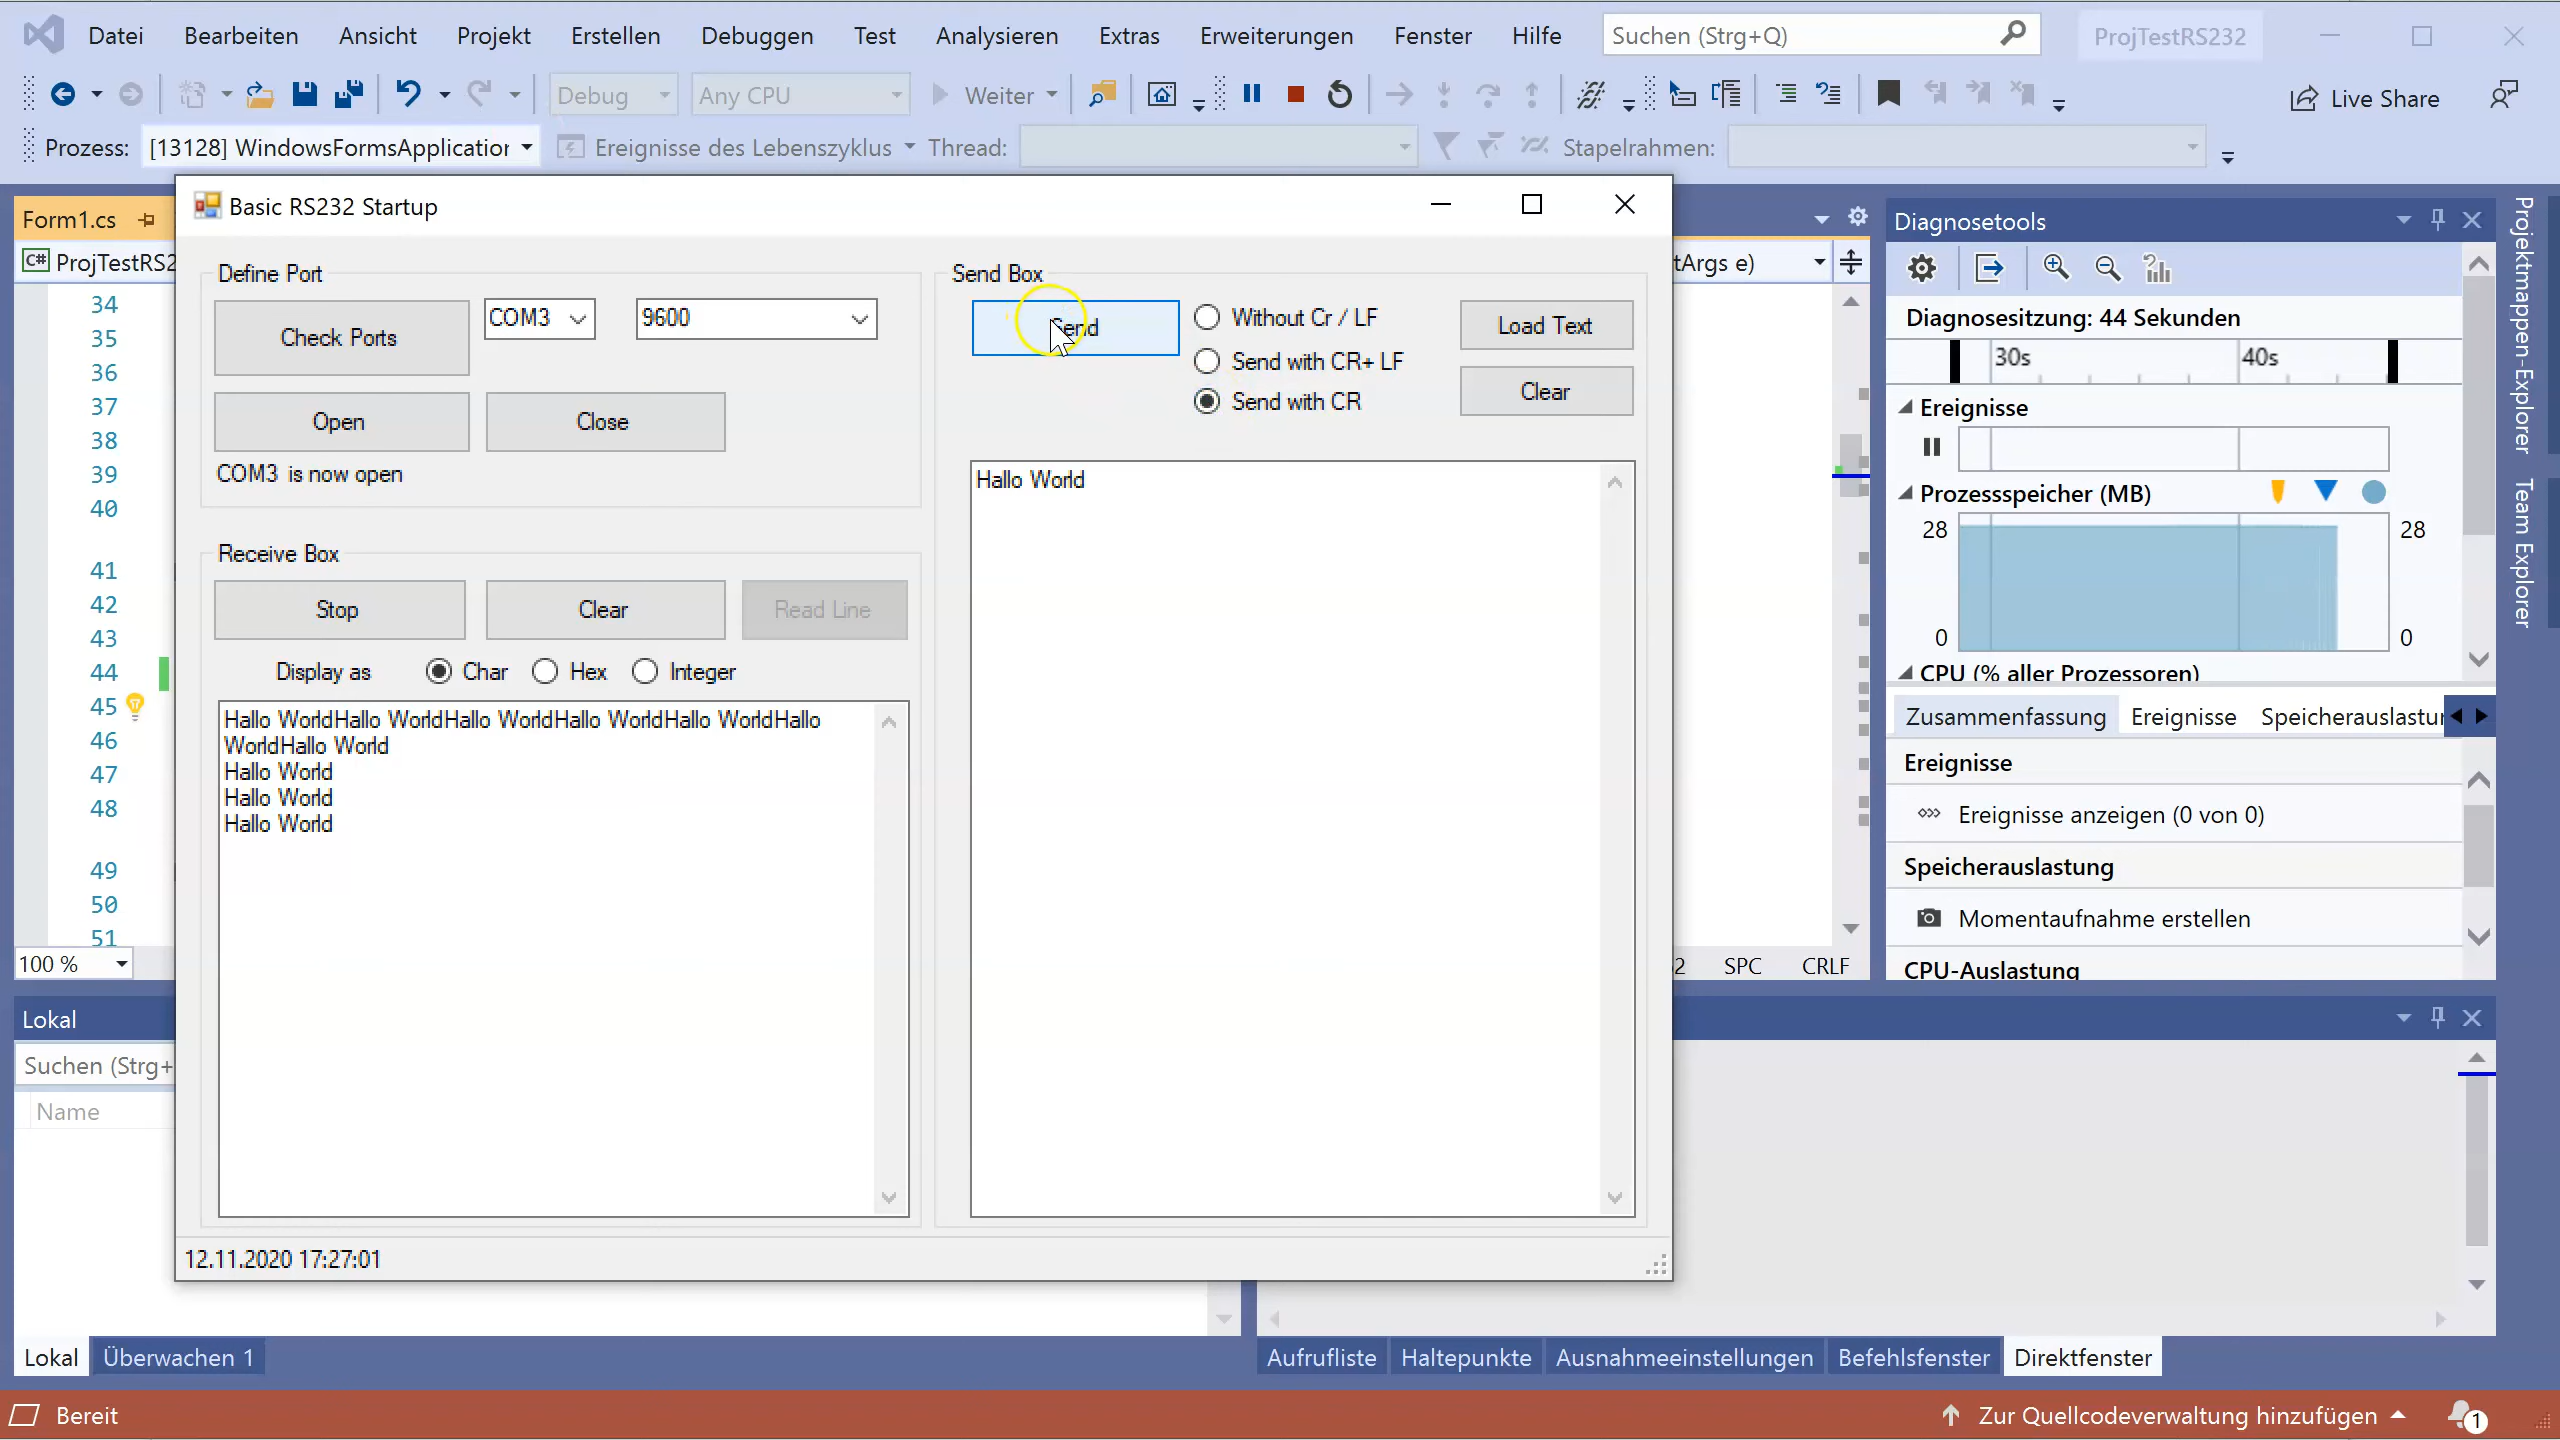 Datei Bearbeiten Ansicht Projekt Erstellen Debuggen Test Analysieren Extras Erweiterungen Fenster Hilfe Suchen (Strg+Q) ProjTestRS232
Debug Any CPU Weiter Live Share
Prozess: [13128] WindowsFormsApplication Ereignisse des Lebenszyklus Thread: Stapelrahmen:
Form1.cs
C# ProjTestRS2
34
35
36
37
38
39
40
41
42
43
44
45
46
47
48
49
50
51
100 %
Basic RS232 Startup
Define Port
Check Ports COM3 9600
Open Close
COM3 is now open
Receive Box
Stop Clear Read Line
Display as Char Hex Integer
Hallo WorldHallo WorldHallo WorldHallo WorldHallo WorldHallo
WorldHallo World
Hallo World
Hallo World
Hallo World
Send Box
Send Without Cr / LF Load Text
Send with CR+ LF
Send with CR Clear
Hallo World
12.11.2020 17:27:01
tArgs e)
2 SPC CRLF
Diagnosetools
Diagnosesitzung: 44 Sekunden
30s 40s
Ereignisse
Prozessspeicher (MB)
28 28
0 0
CPU (% aller Prozessoren)
Zusammenfassung Ereignisse Speicherauslastur
Ereignisse
Ereignisse anzeigen (0 von 0)
Speicherauslastung
Momentaufnahme erstellen
CPU-Auslastung
Projektmappen-Explorer
Team Explorer
Lokal
Suchen (Strg+
Name
Lokal Überwachen 1
Aufrufliste Haltepunkte Ausnahmeeinstellungen Befehlsfenster Direktfenster
Bereit Zur Quellcodeverwaltung hinzufügen 1